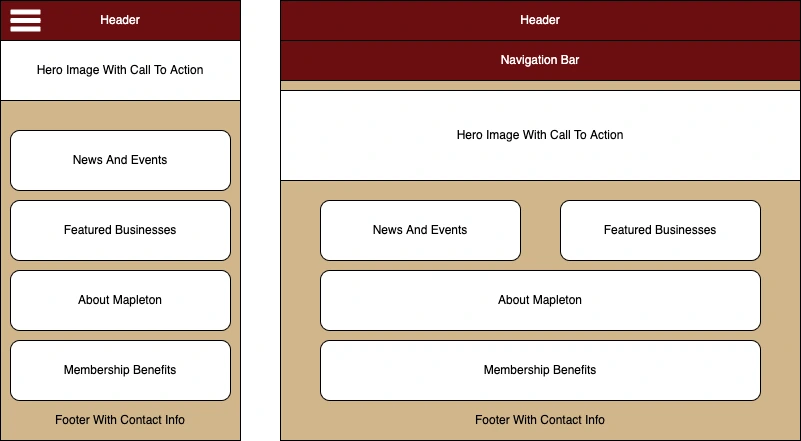 Header
Hero Image With Call To Action
News And Events
Featured Businesses
About Mapleton
Membership Benefits
Footer With Contact Info
Header
Navigation Bar
Hero Image With Call To Action
News And Events
Featured Businesses
About Mapleton
Membership Benefits
Footer With Contact Info